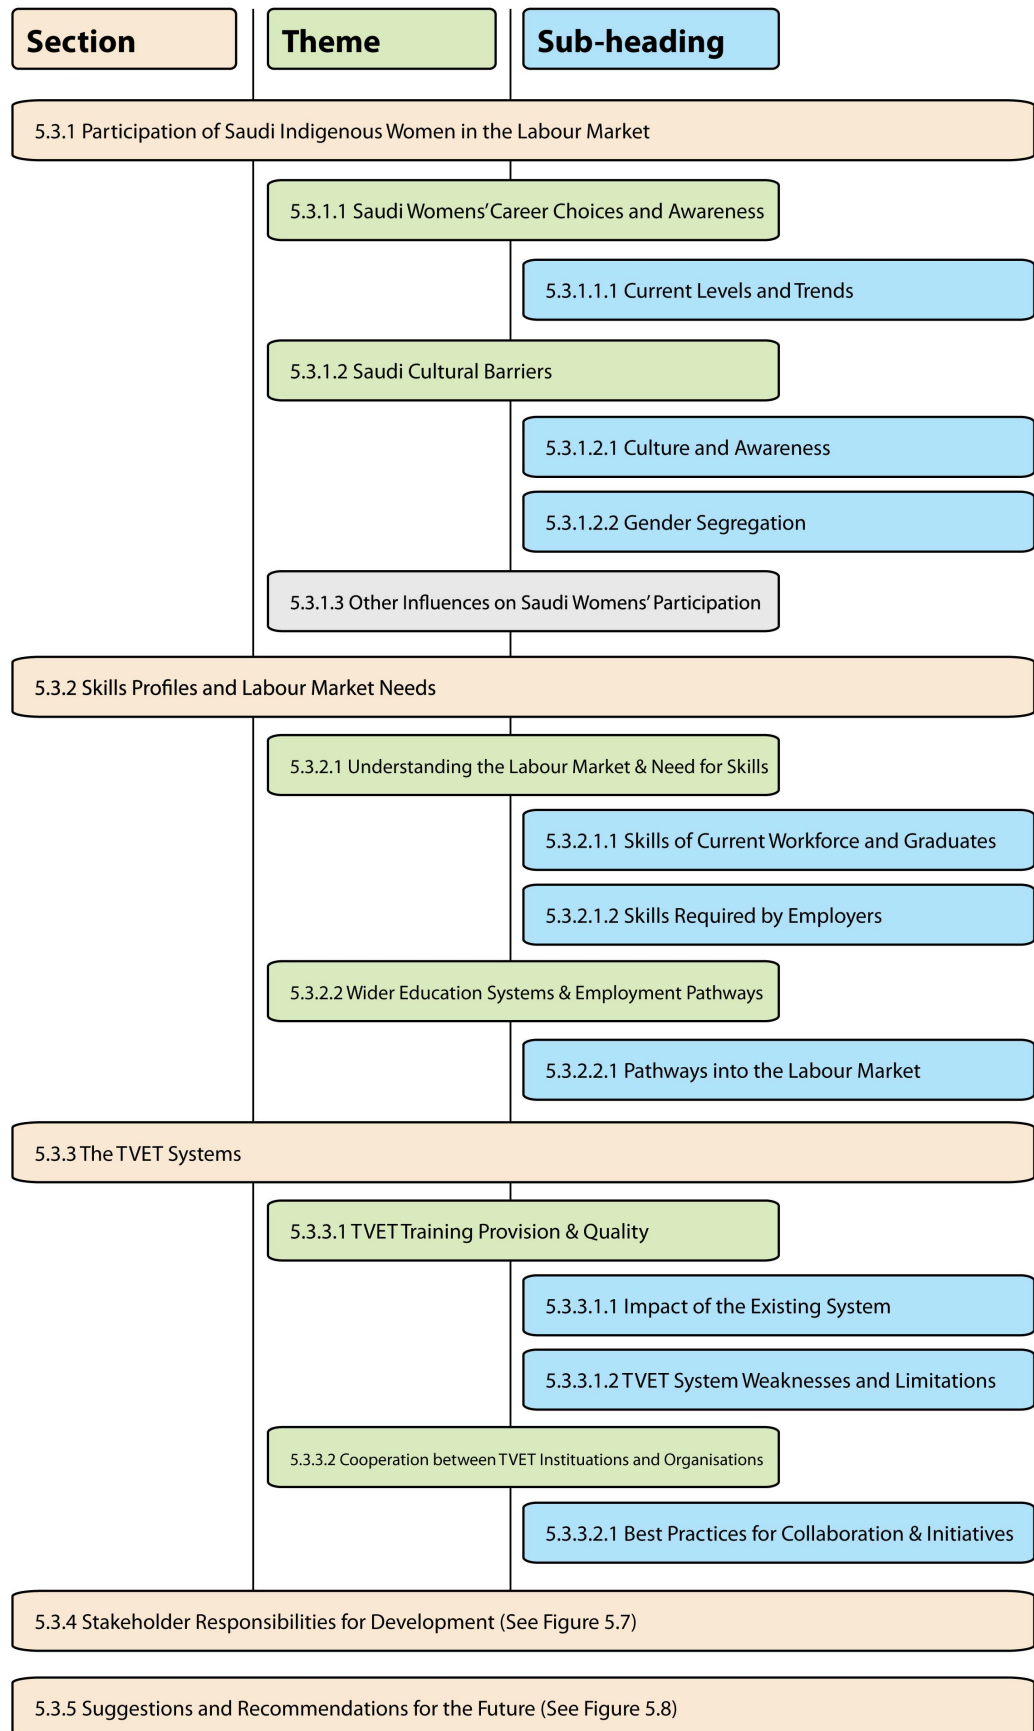 Section
Theme
Sub-heading
5.3.1 Participation of Saudi Indigenous Women in the Labour Market
5.3.1.1 Saudi Womens' Career Choices and Awareness
5.3.1.1.1 Current Levels and Trends
5.3.1.2 Saudi Cultural Barriers
5.3.1.2.1 Culture and Awareness
5.3.1.2.2 Gender Segregation
5.3.1.3 Other Influences on Saudi Womens' Participation
5.3.2 Skills Profiles and Labour Market Needs
5.3.2.1 Understanding the Labour Market & Need for Skills
5.3.2.1.1 Skills of Current Workforce and Graduates
5.3.2.1.2 Skills Required by Employers
5.3.2.2 Wider Education Systems & Employment Pathways
5.3.2.2.1 Pathways into the Labour Market
5.3.3 The TVET Systems
5.3.3.1 TVET Training Provision & Quality
5.3.3.1.1 Impact of the Existing System
5.3.3.1.2 TVET System Weaknesses and Limitations
5.3.3.2 Cooperation between TVET Instituations and Organisations
5.3.3.2.1 Best Practices for Collaboration & Initiatives
5.3.4 Stakeholder Responsibilities for Development (See Figure 5.7)
5.3.5 Suggestions and Recommendations for the Future (See Figure 5.8)